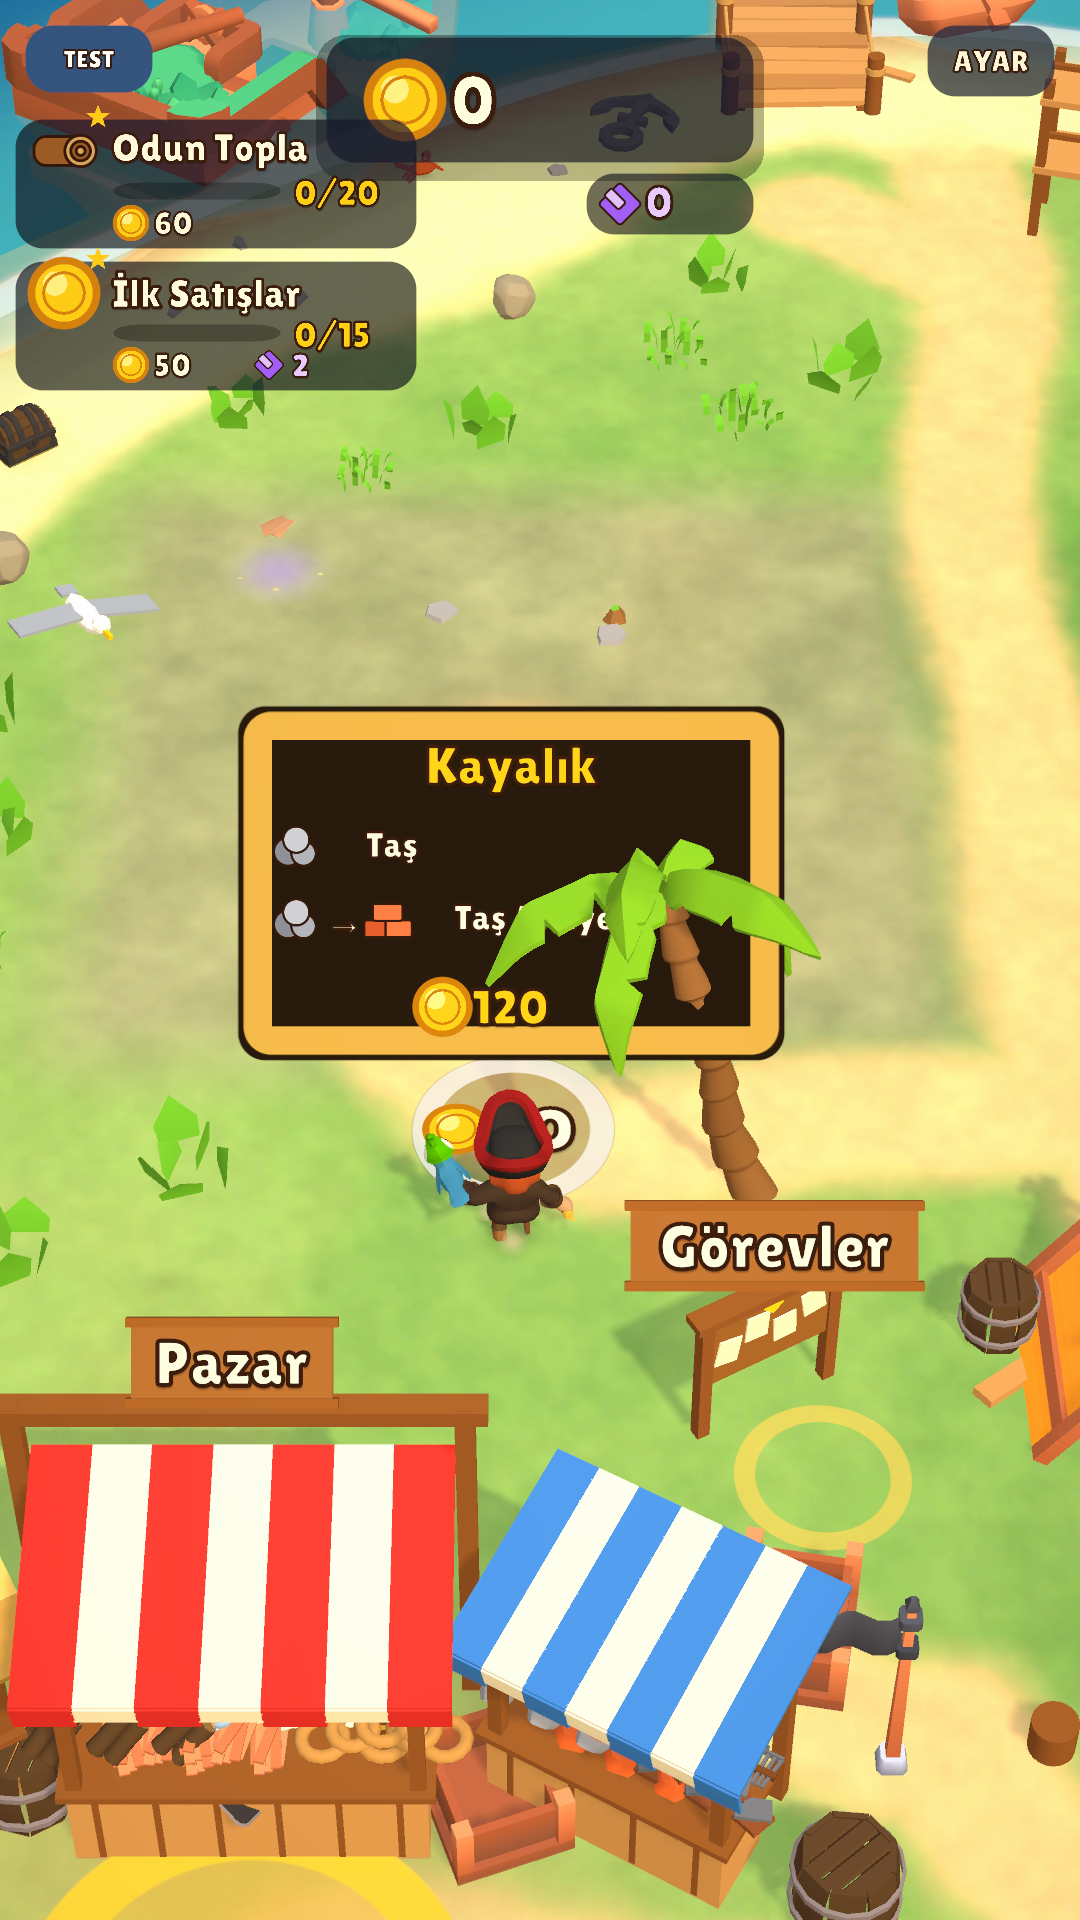 TEST
AYAR
0
Odun Topla
0/20
60
0
İlk Satışlar
0/15
50
2
Kayalık
Taş
Taş
120
0
Görevler
Pazar